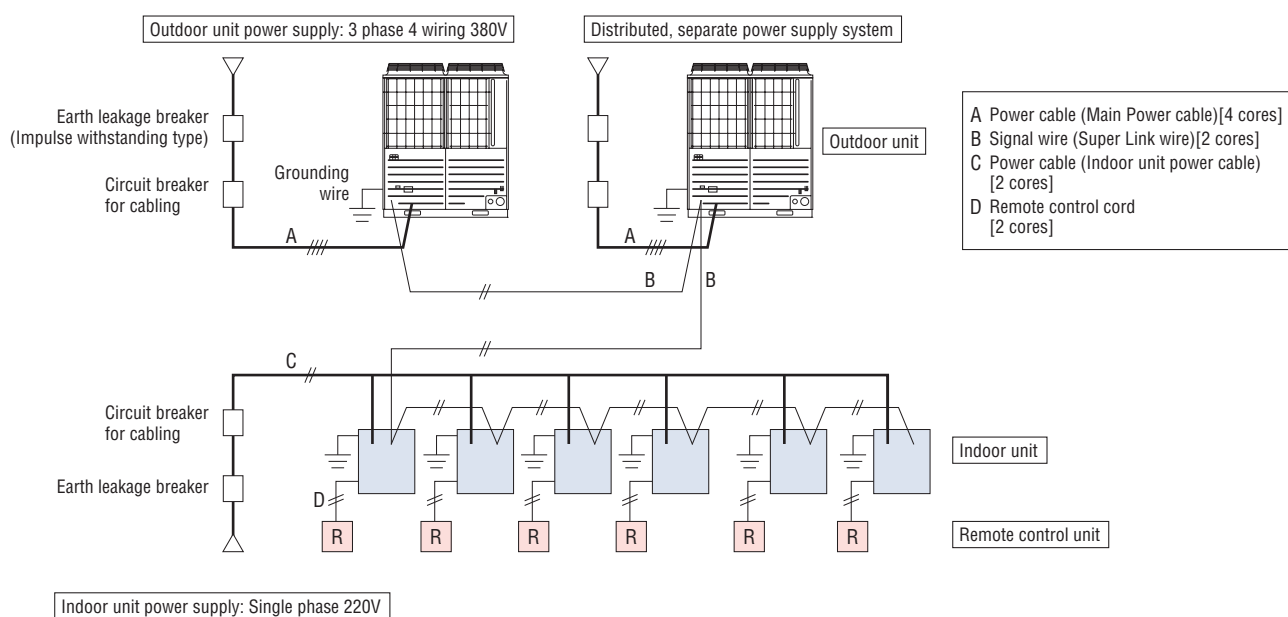 Outdoor unit power supply: 3 phase 4 wiring 380V
Distributed, separate power supply system
Earth leakage breaker
(Impulse withstanding type)
Circuit breaker
for cabling
Grounding
wire
Outdoor unit
A Power cable (Main Power cable)[4 cores]
B Signal wire (Super Link wire)[2 cores]
C Power cable (Indoor unit power cable)
[2 cores]
D Remote control cord
[2 cores]
A
A
B
B
C
Circuit breaker
for cabling
Earth leakage breaker
Indoor unit
D
R
R
R
R
R
R
Remote control unit
Indoor unit power supply: Single phase 220V